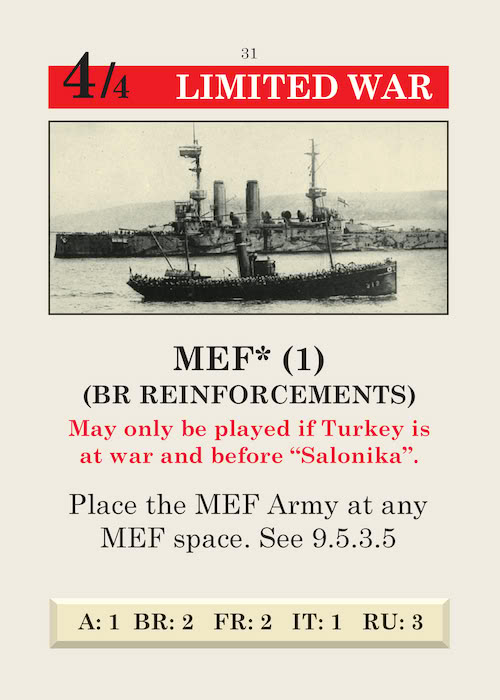 31
4/4 LIMITED WAR
MEF* (1)
(BR REINFORCEMENTS)
May only be played if Turkey is
at war and before “Salonika”.
Place the MEF Army at any
MEF space. See 9.5.3.5
A: 1 BR: 2 FR: 2 IT: 1 RU: 3